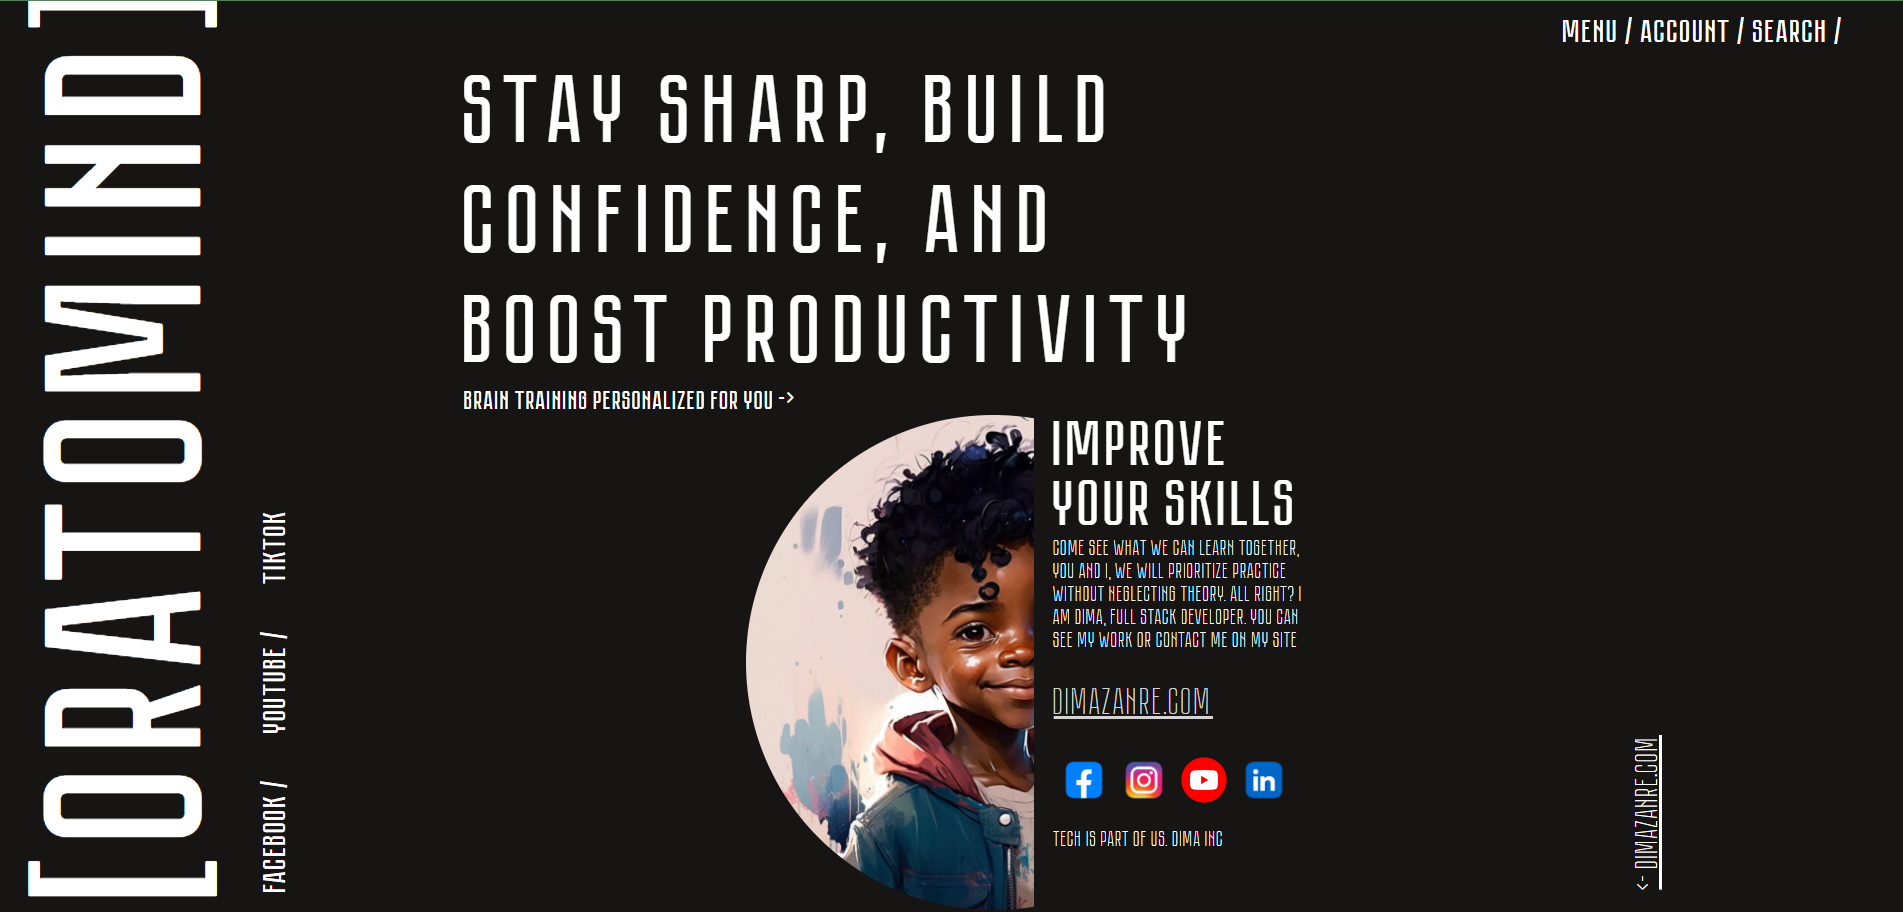 [ORATOMIND]
MENU / ACCOUNT / SEARCH /
STAY SHARP, BUILD
CONFIDENCE, AND
BOOST PRODUCTIVITY
BRAIN TRAINING PERSONALIZED FOR YOU ->
FACEBOOK / YOUTUBE / TIKTOK
IMPROVE
YOUR SKILLS
COME SEE WHAT WE CAN LEARN TOGETHER,
YOU AND I, WE WILL PRIORITIZE PRACTICE
WITHOUT NEGLECTING THEORY. ALL RIGHT? I
AM DIMA, FULL STACK DEVELOPER. YOU CAN
SEE MY WORK OR CONTACT ME ON MY SITE
DIMAZANRE.COM
in
TECH IS PART OF US. DIMA INC
<- DIMAZANRE.COM